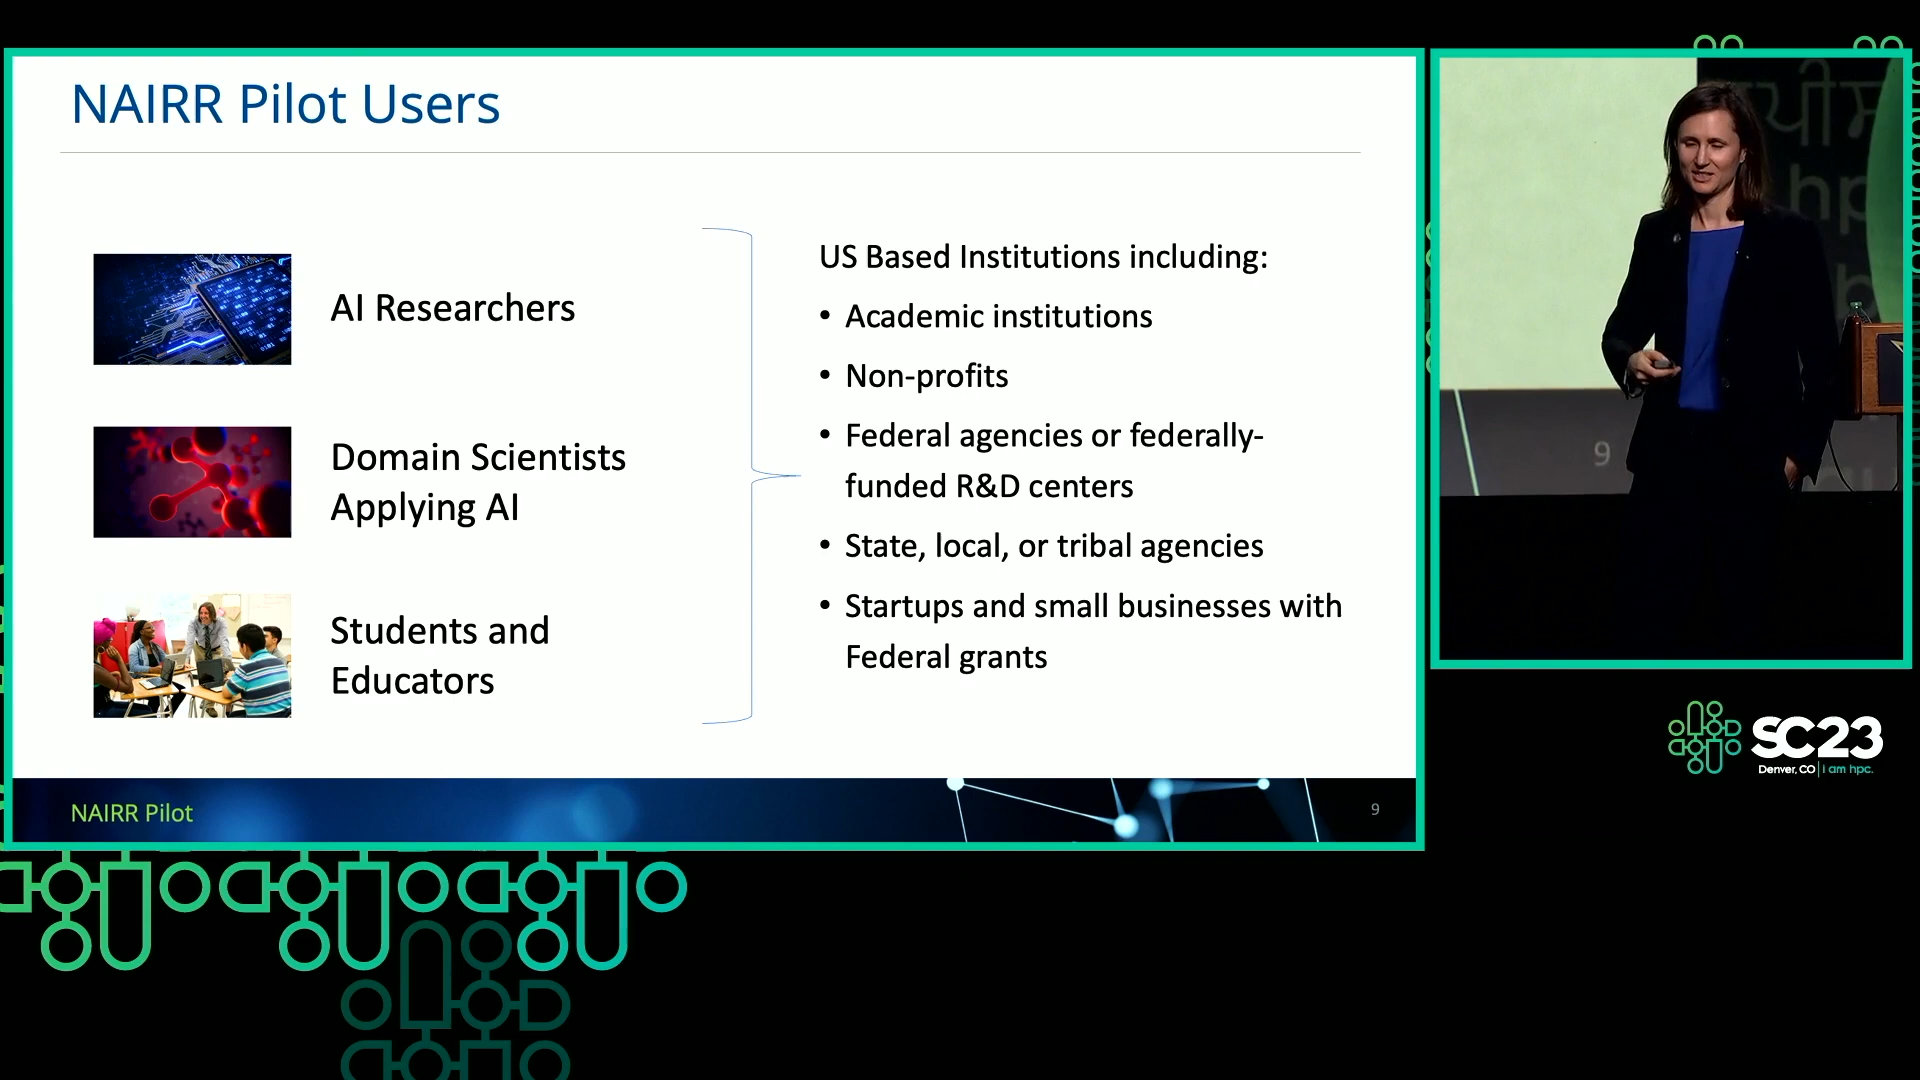 NAIRR Pilot Users
AI Researchers
Domain Scientists
Applying AI
Students and
Educators
US Based Institutions including:
• Academic institutions
• Non-profits
• Federal agencies or federally-
funded R&D centers
• State, local, or tribal agencies
• Startups and small businesses with
Federal grants
NAIRR Pilot
9
hpc
9
SC23
Denver, CO | I am hpc.